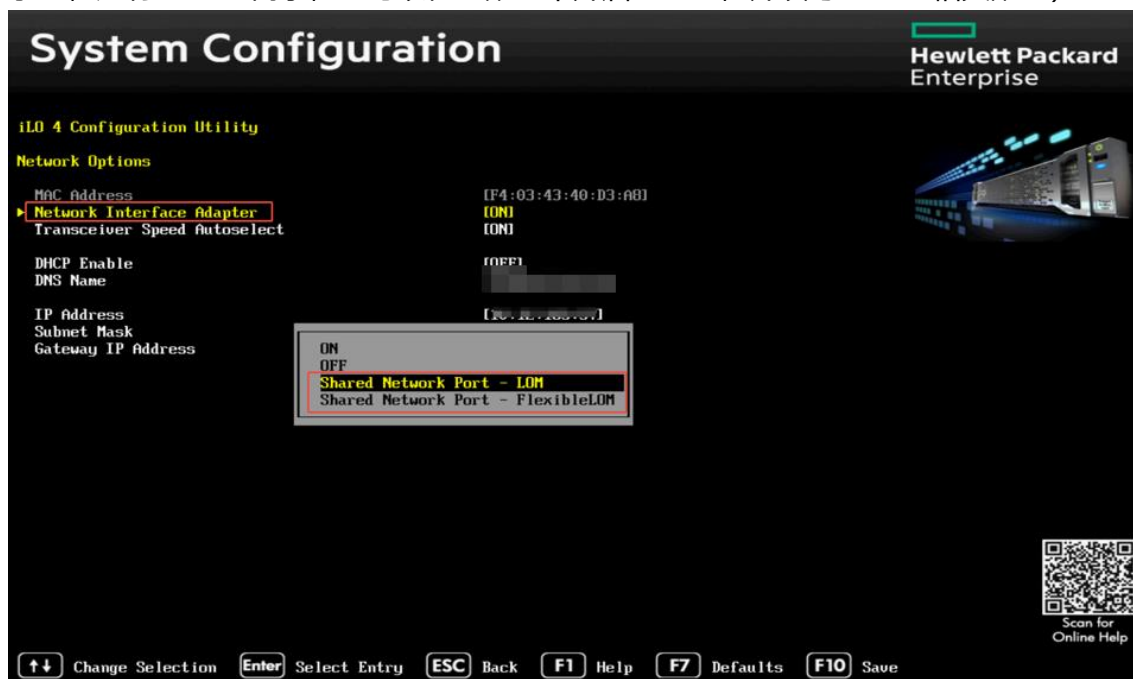 System Configuration
Hewlett Packard
Enterprise
iLO 4 Configuration Utility
Network Options
MAC Address [F4:03:43:40:D3:A8]
Network Interface Adapter [ON]
Transceiver Speed Autoselect [ON]
DHCP Enable [OFF]
DNS Name
IP Address
Subnet Mask
Gateway IP Address
ON
OFF
Shared Network Port - LOM
Shared Network Port - FlexibleLOM
Scan for
Online Help
↑↓ Change Selection Enter Select Entry ESC Back F1 Help F7 Defaults F10 Save